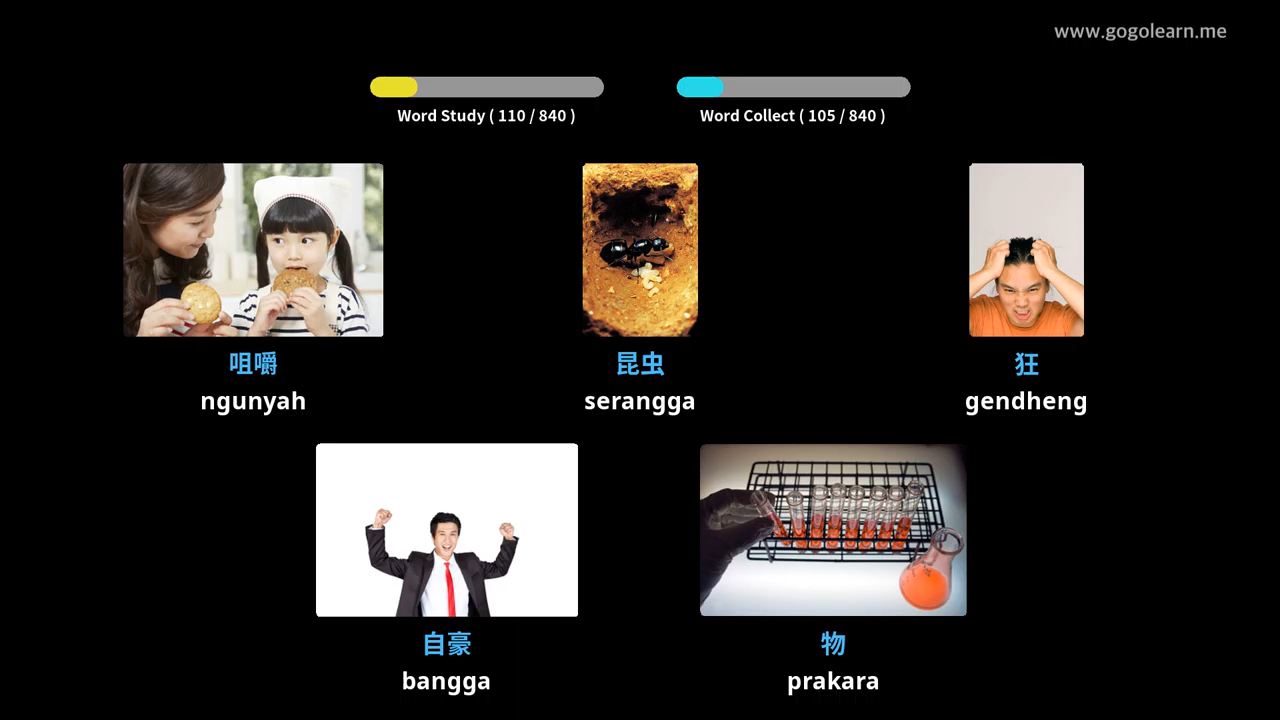 www.gogolearn.me
Word Study ( 110 / 840 )
Word Collect ( 105 / 840 )
咀嚼
ngunyah
昆虫
serangga
狂
gendheng
自豪
bangga
物
prakara